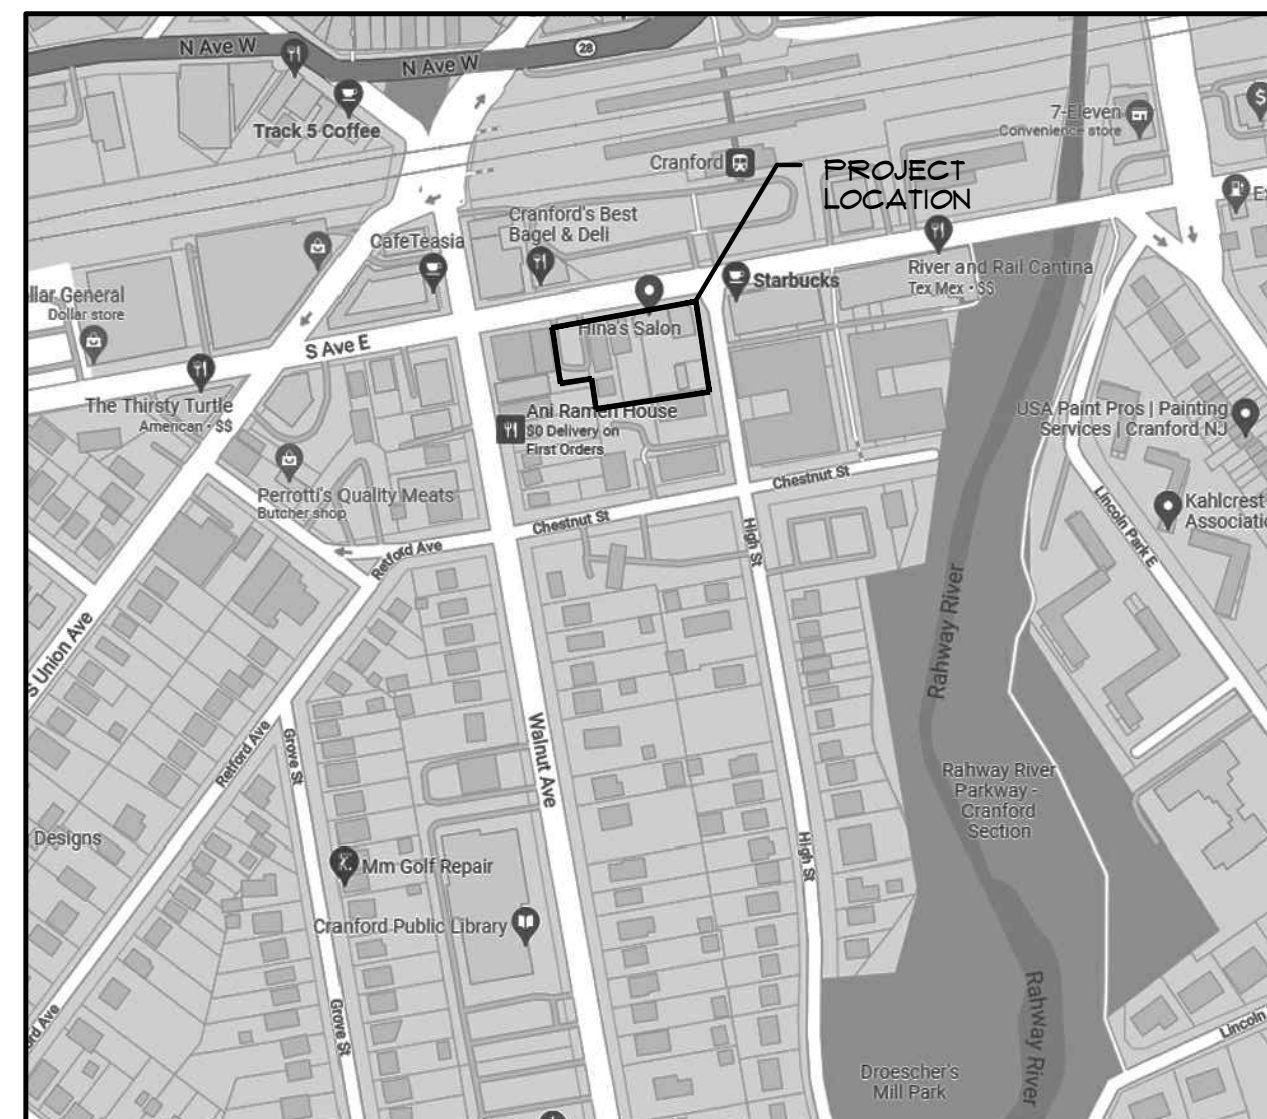 N Ave W
28
N Ave W
Track 5 Coffee
7-Eleven
Convenience store
Cranford
PROJECT
LOCATION
Cranford's Best
Bagel & Deli
CafeTeasia
River and Rail Cantina
Tex Mex • $$
Starbucks
llar General
Dollar store
Hina's Salon
S Ave E
The Thirsty Turtle
American • $$
Ani Ramen House
$0 Delivery on
First Orders
USA Paint Pros | Painting
Services | Cranford NJ
Perrotti's Quality Meats
Butcher shop
Chestnut St
Chestnut St
High St
Retford Ave
Lincoln Park E
Kahlcrest
Associatio
S Union Ave
Rahway River
Retford Ave
Grove St
Walnut Ave
Rahway River
Parkway -
Cranford
Section
Designs
Mm Golf Repair
High St
Cranford Public Library
Grove St
rd Ave
Rahway River
Lincoln
Droescher's
Mill Park